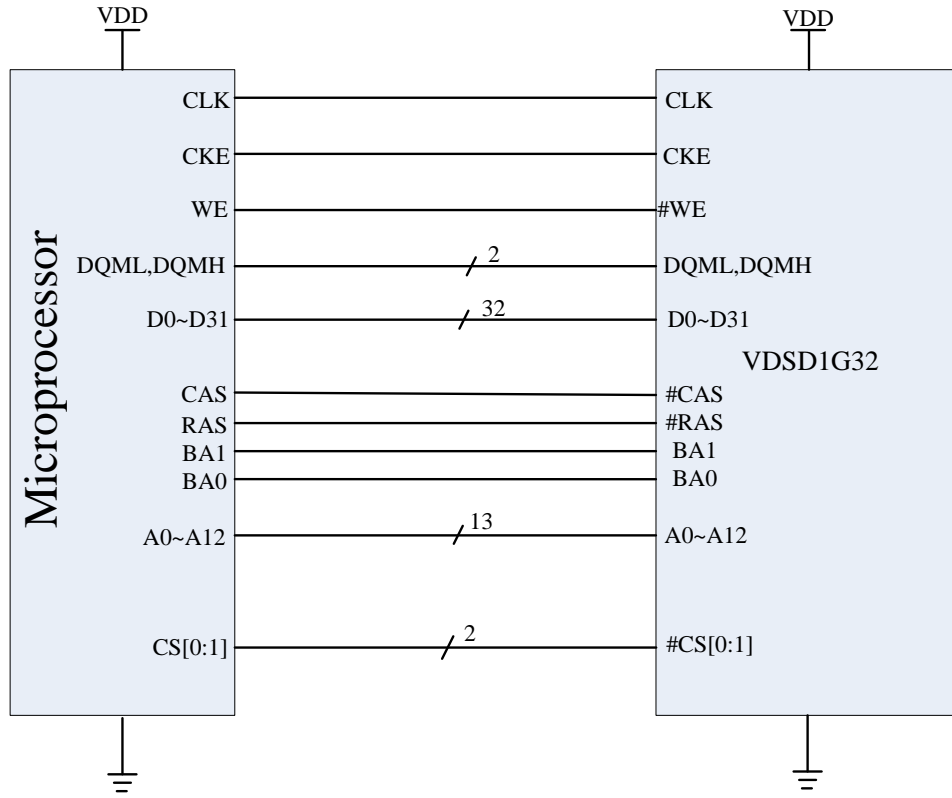 VDD VDD
CLK CLK
CKE CKE
WE #WE
DQML,DQMH 2 DQML,DQMH
D0~D31 32 D0~D31
Microprocessor
VDSD1G32
CAS #CAS
RAS #RAS
BA1 BA1
BA0 BA0
A0~A12 13 A0~A12
CS[0:1] 2 #CS[0:1]